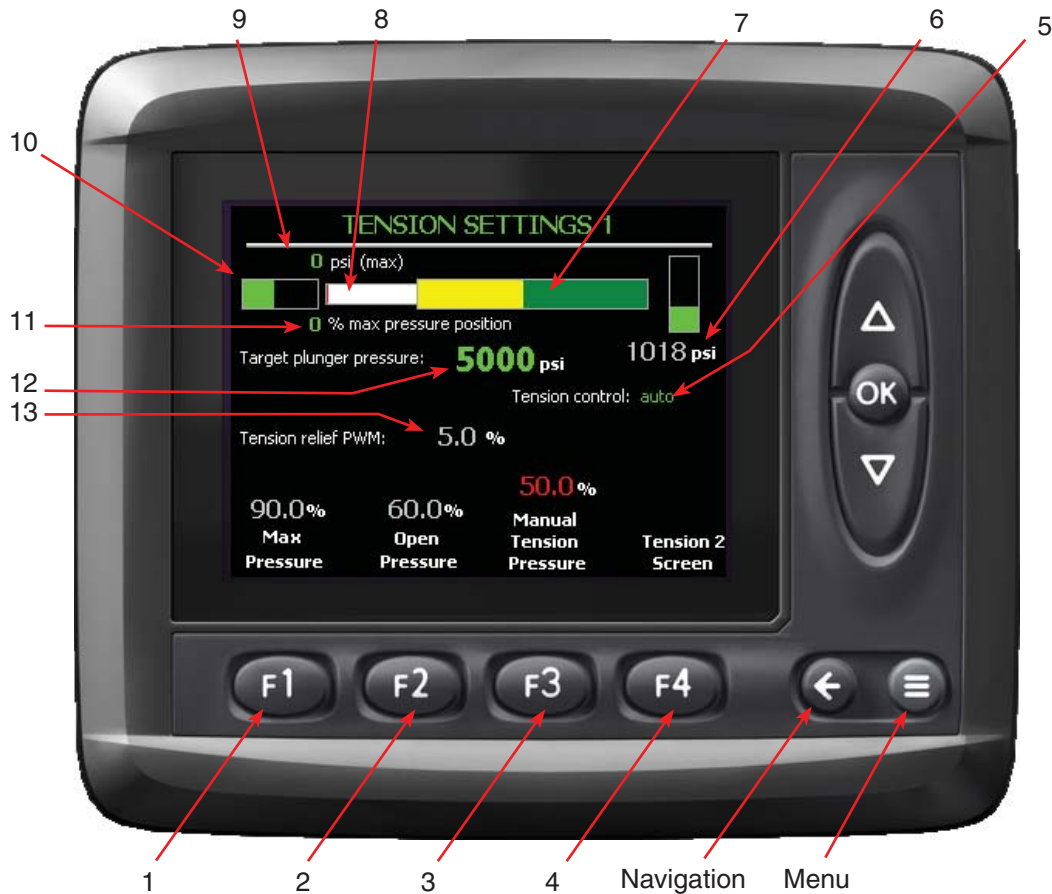 9 8 7 6 5
10
TENSION SETTINGS 1
0 psi (max)
11
0 % max pressure position
Target plunger pressure: 5000 psi 1018 psi
12
Tension control: auto
13
Tension relief PWM: 5.0 %
90.0% 60.0% 50.0%
Max Pressure
Open Pressure
Manual Tension Pressure
Tension 2 Screen
F1 F2 F3 F4
OK
1 2 3 4 Navigation Menu